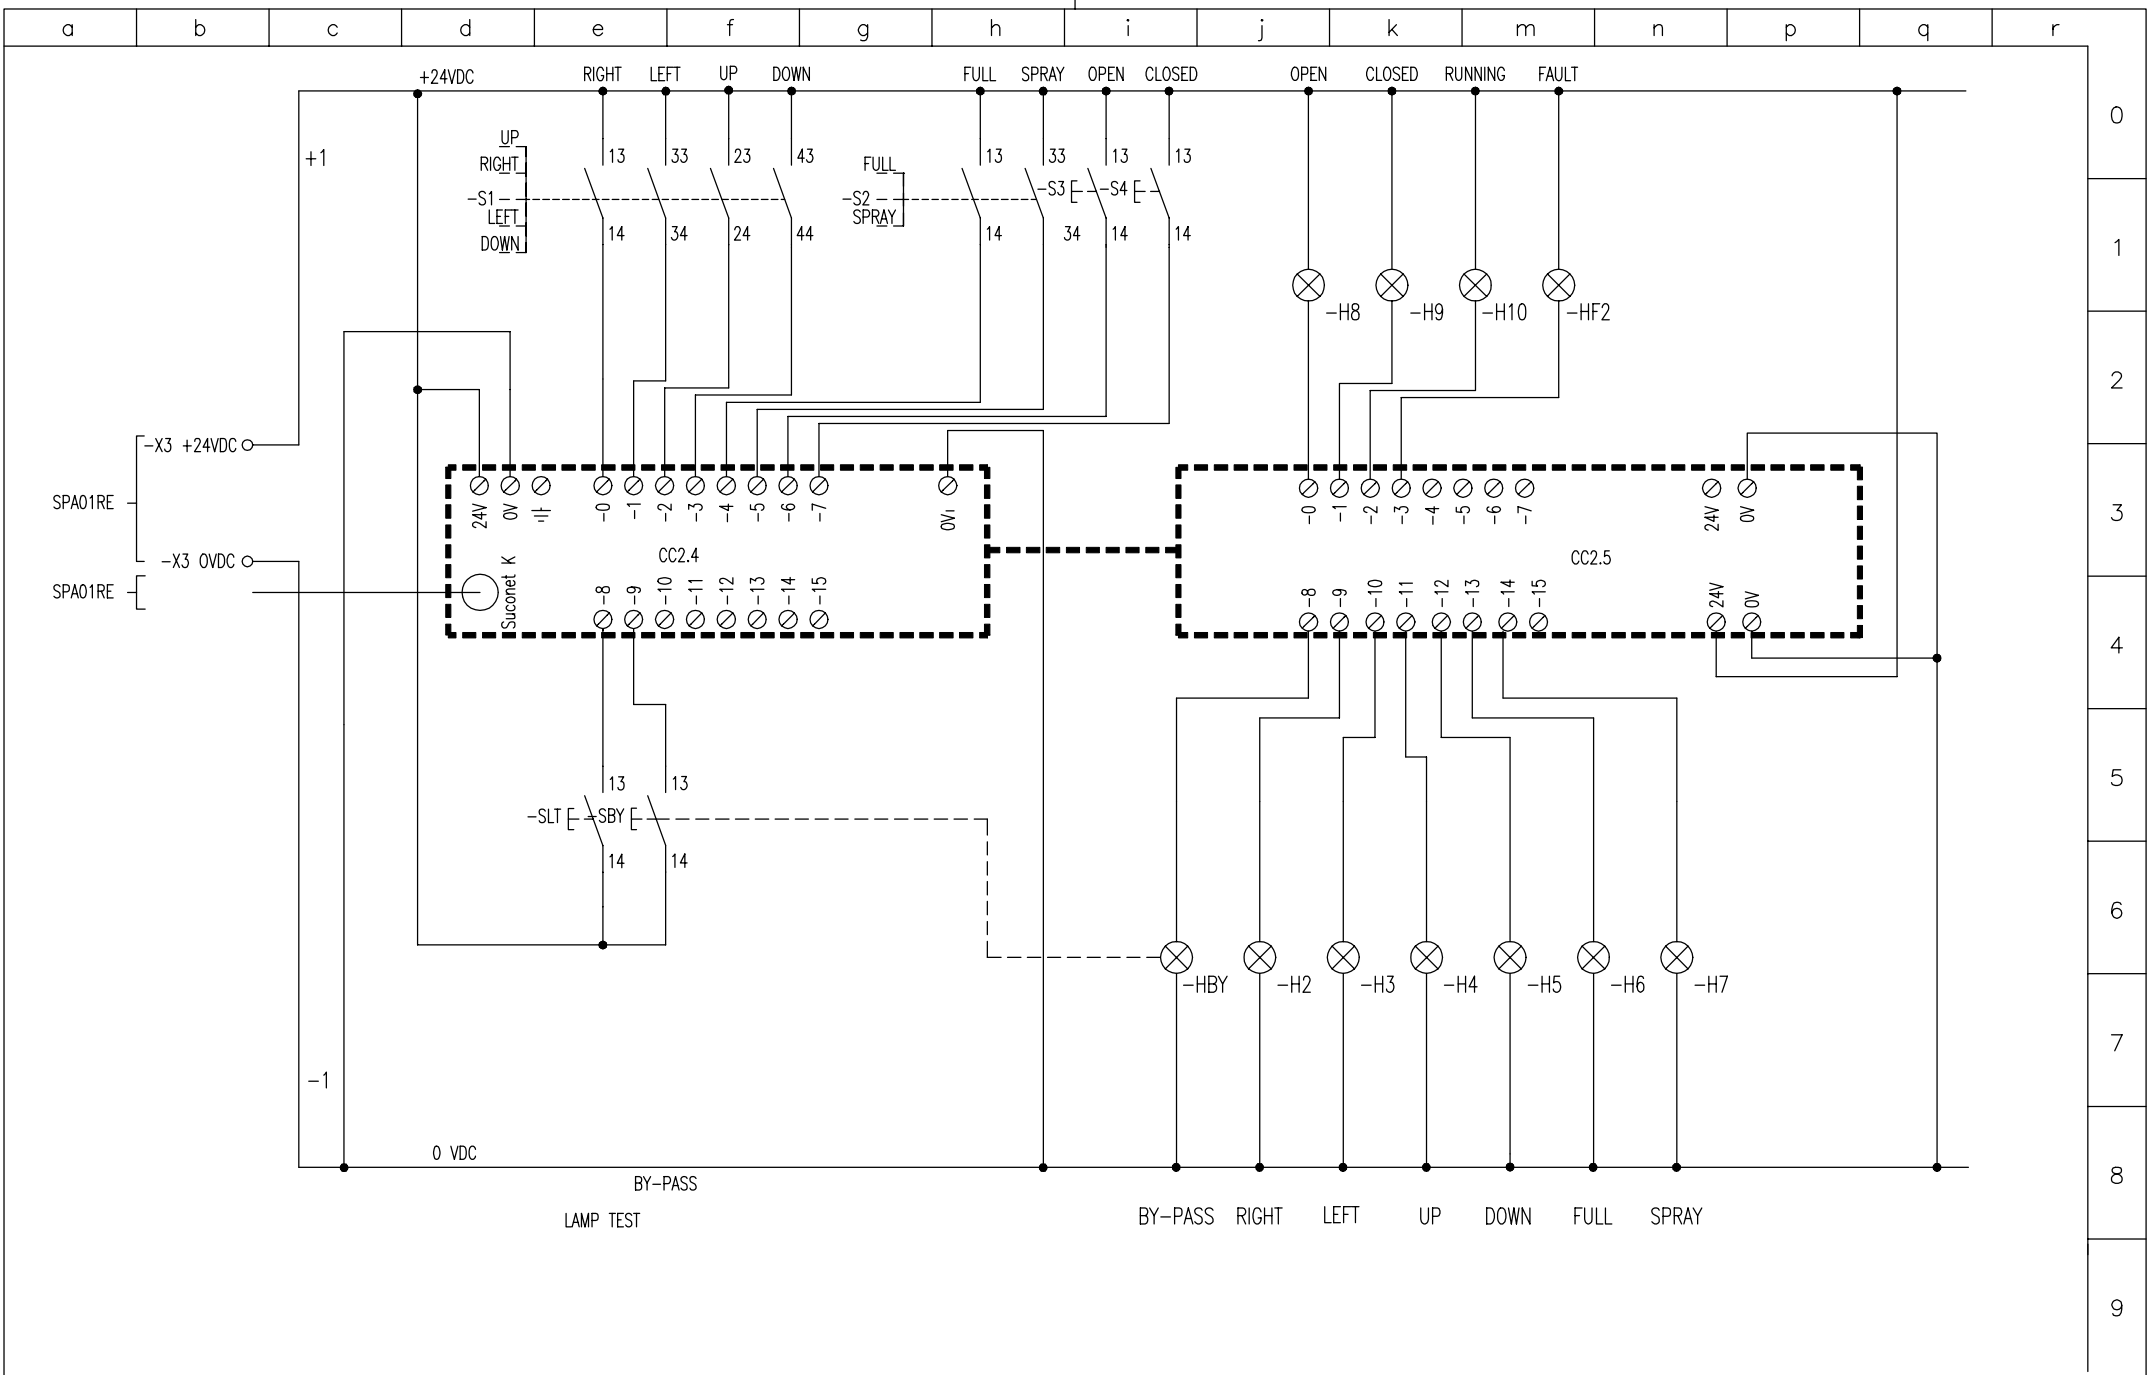 a b c d e f g h i j k m n p q r
+24VDC RIGHT LEFT UP DOWN FULL SPRAY OPEN CLOSED OPEN CLOSED RUNNING FAULT
0
UP
+1 RIGHT 13 33 23 43 FULL 13 33 13 13
-S1 -S2 -S3 -S4
LEFT SPRAY
DOWN 14 34 24 44 14 34 14 14
1
-H8 -H9 -H10 -HF2
2
-X3 +24VDC
SPA01RE
24V 0V -0 -1 -2 -3 -4 -5 -6 -7 0VI
-0 -1 -2 -3 -4 -5 -6 -7 24V 0V
3
-X3 0VDC
CC2.4 CC2.5
SPA01RE
Suconet K
-8 -9 -10 -11 -12 -13 -14 -15
-8 -9 -10 -11 -12 -13 -14 -15 24V 0V
4
13 13
5
-SLT -SBY
14 14
6
-HBY -H2 -H3 -H4 -H5 -H6 -H7
7
-1
0 VDC
8
BY-PASS
LAMP TEST
BY-PASS RIGHT LEFT UP DOWN FULL SPRAY
9